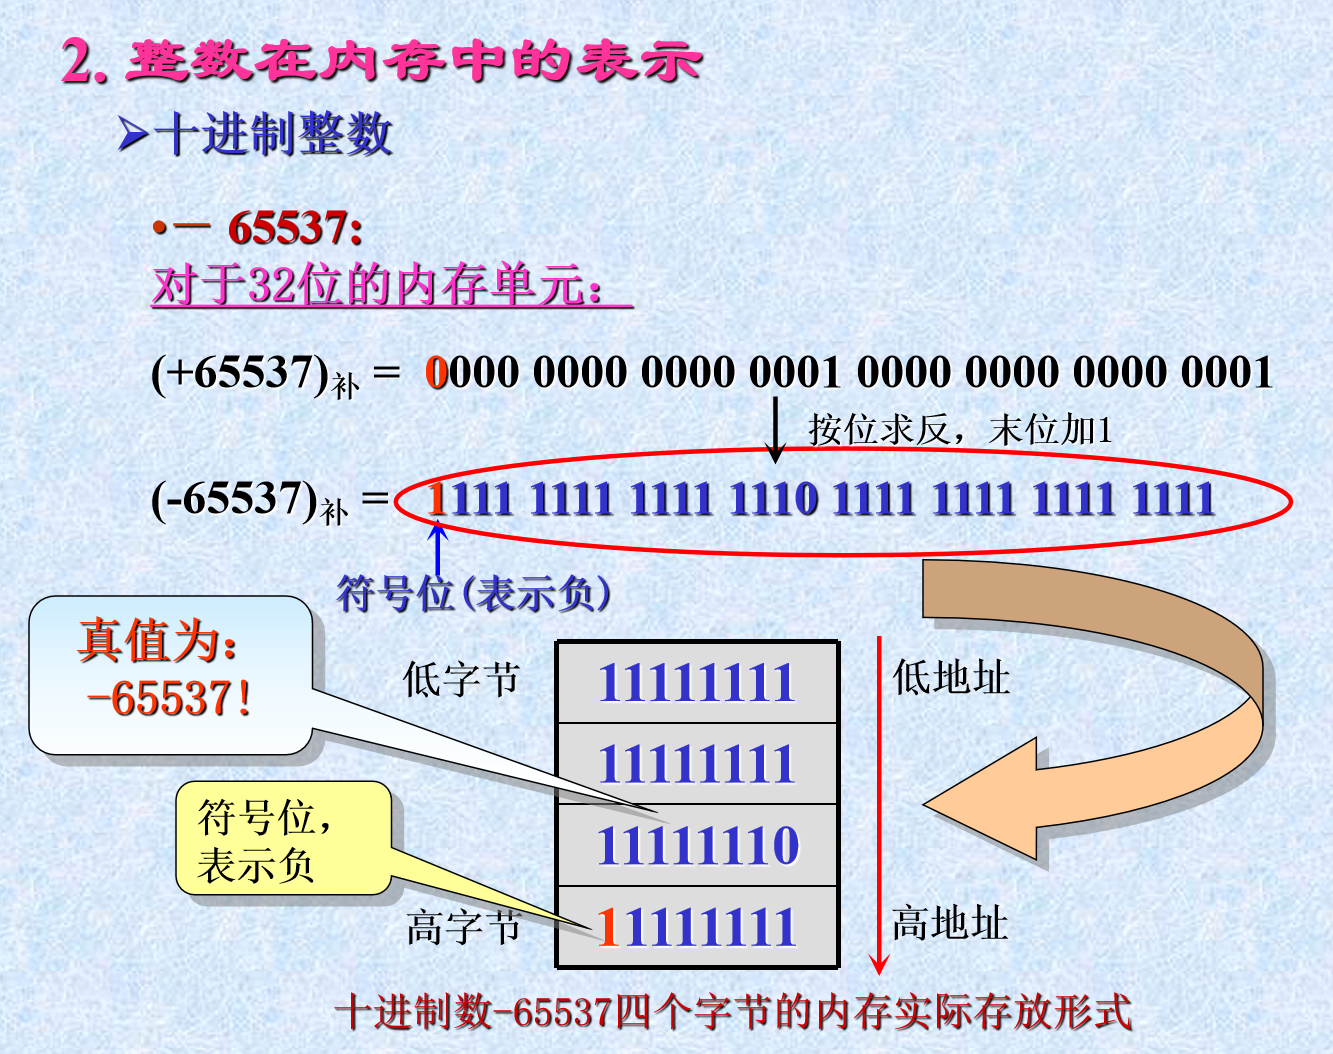 2. 整数在内存中的表示
➢十进制整数
•－ 65537:
对于32位的内存单元：
(+65537)补 = 0000 0000 0000 0001 0000 0000 0000 0001
按位求反，末位加1
(-65537)补 = 1111 1111 1111 1110 1111 1111 1111 1111
符号位(表示负)
真值为：
-65537!
低字节
11111111
低地址
11111111
符号位，
表示负
11111110
高字节
11111111
高地址
十进制数-65537四个字节的内存实际存放形式